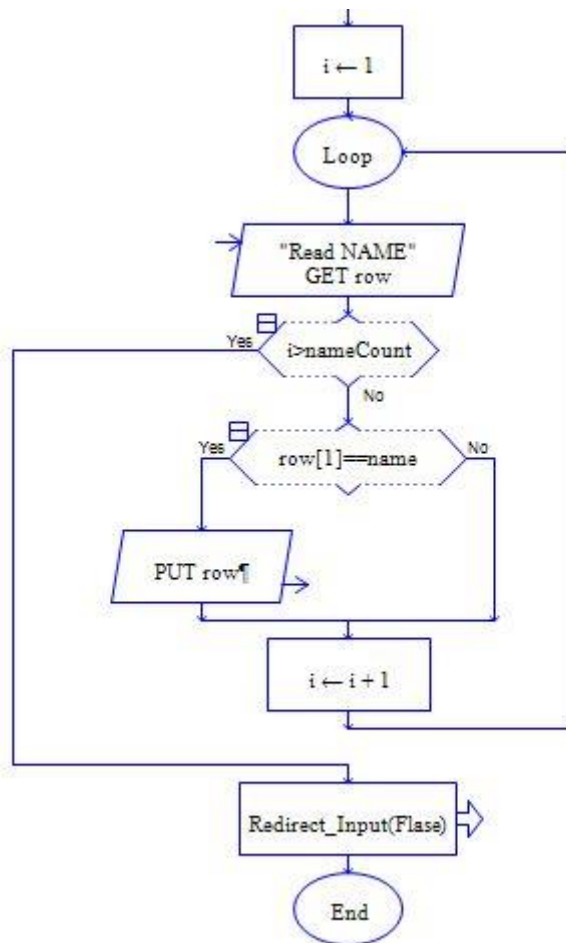 i ← 1
Loop
"Read NAME"
GET row
Yes
i>nameCount
No
Yes
row[1]==name
No
PUT row¶
i ← i + 1
Redirect_Input(Flase)
End